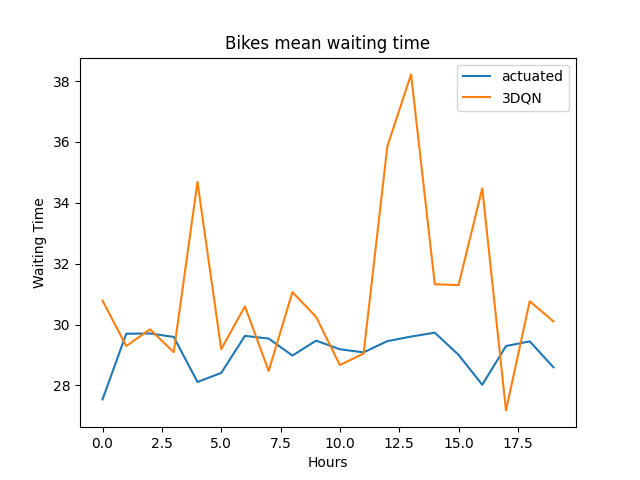 Bikes mean waiting time
actuated
3DQN
38
36
34
32
30
28
Waiting Time
0.0 2.5 5.0 7.5 10.0 12.5 15.0 17.5
Hours